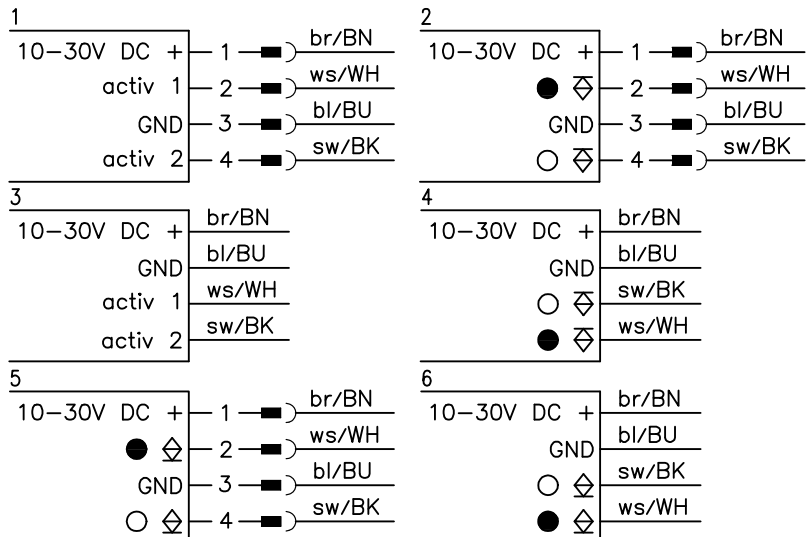 1
10-30V DC + 1 br/BN
activ 1 2 ws/WH
GND 3 bl/BU
activ 2 4 sw/BK
2
10-30V DC + 1 br/BN
2 ws/WH
GND 3 bl/BU
4 sw/BK
3
10-30V DC + br/BN
GND bl/BU
activ 1 ws/WH
activ 2 sw/BK
4
10-30V DC + br/BN
GND bl/BU
sw/BK
ws/WH
5
10-30V DC + 1 br/BN
2 ws/WH
GND 3 bl/BU
4 sw/BK
6
10-30V DC + br/BN
GND bl/BU
sw/BK
ws/WH